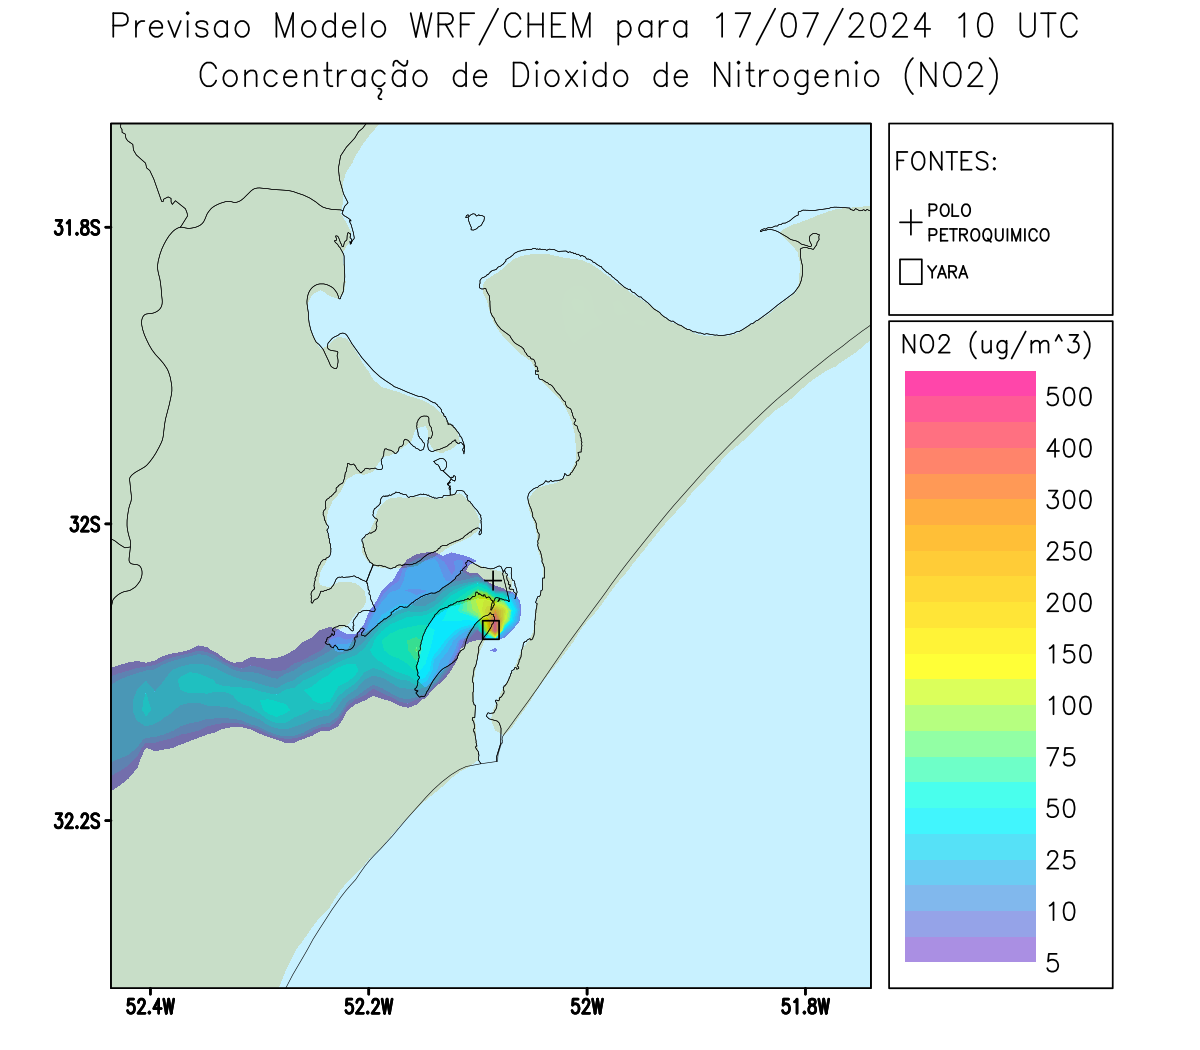 Previsao Modelo WRF/CHEM para 17/07/2024 10 UTC
Concentração de Dioxido de Nitrogenio (NO2)
FONTES:
POLO
PETROQUIMICO
YARA
NO2 (ug/m^3)
500
400
300
250
200
150
100
75
50
25
10
5
31.8S
32S
32.2S
52.4W
52.2W
52W
51.8W